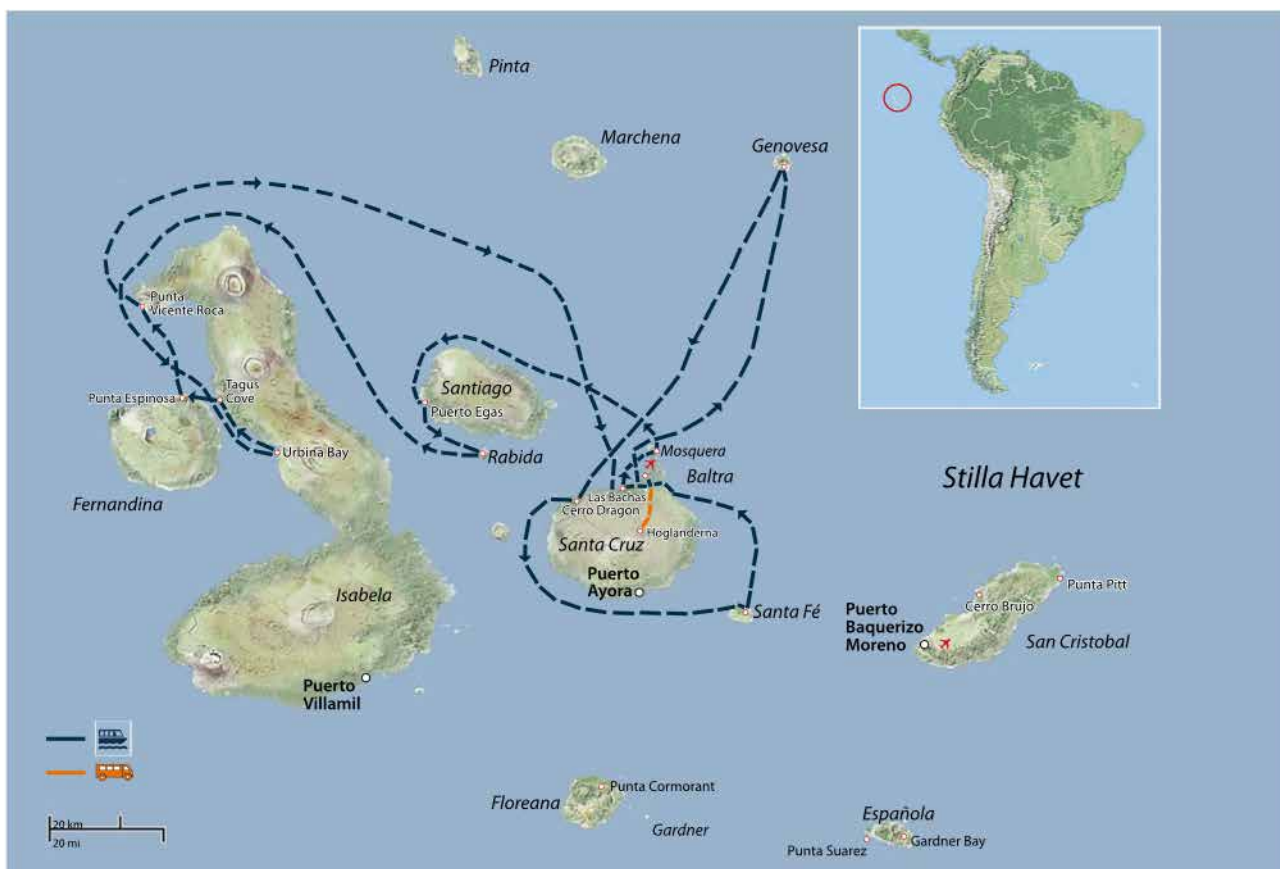 Pinta
Marchena
Genovesa
Punta
Vicente Roca
Santiago
Tagus
Cove
Punta Espinosa
Puerto Egas
Urbina Bay
Rabida
Mosquera
Baltra
Stilla Havet
Fernandina
Las Bachas
Cerro Dragon
Hoglanderna
Santa Cruz
Puerto
Ayora
Isabela
Santa Fé
Punta Pitt
Cerro Brujo
Puerto
Baquerizo
Moreno
San Cristobal
Puerto
Villamil
Punta Cormorant
Floreana
Gardner
Española
Gardner Bay
Punta Suarez
20 km
20 mi